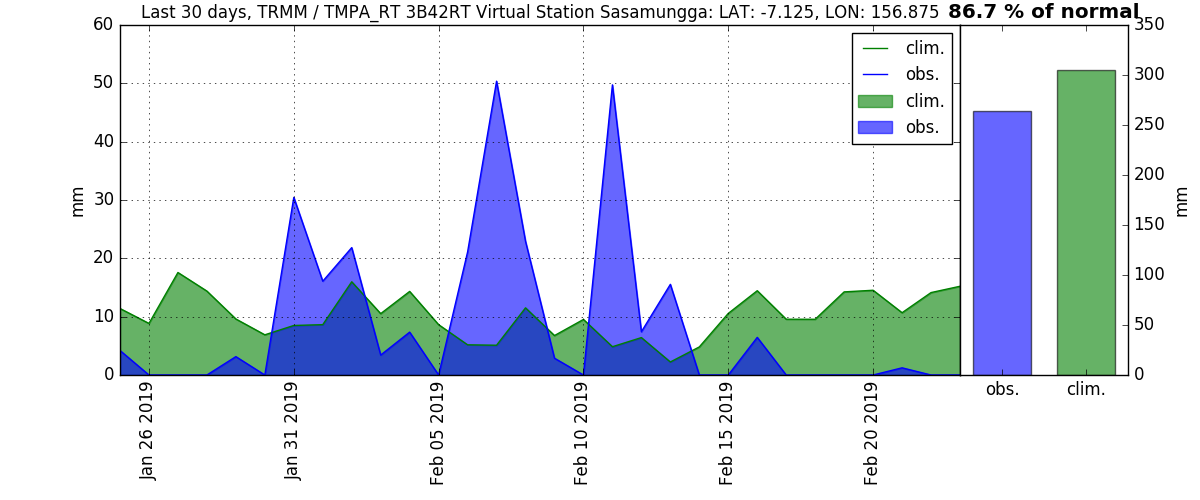 Last 30 days, TRMM / TMPA_RT 3B42RT Virtual Station Sasamungga: LAT: -7.125, LON: 156.875
86.7 % of normal
60
50
40
30
20
10
0
mm
clim.
obs.
clim.
obs.
Jan 26 2019
Jan 31 2019
Feb 05 2019
Feb 10 2019
Feb 15 2019
Feb 20 2019
350
300
250
200
150
100
50
0
mm
obs.
clim.